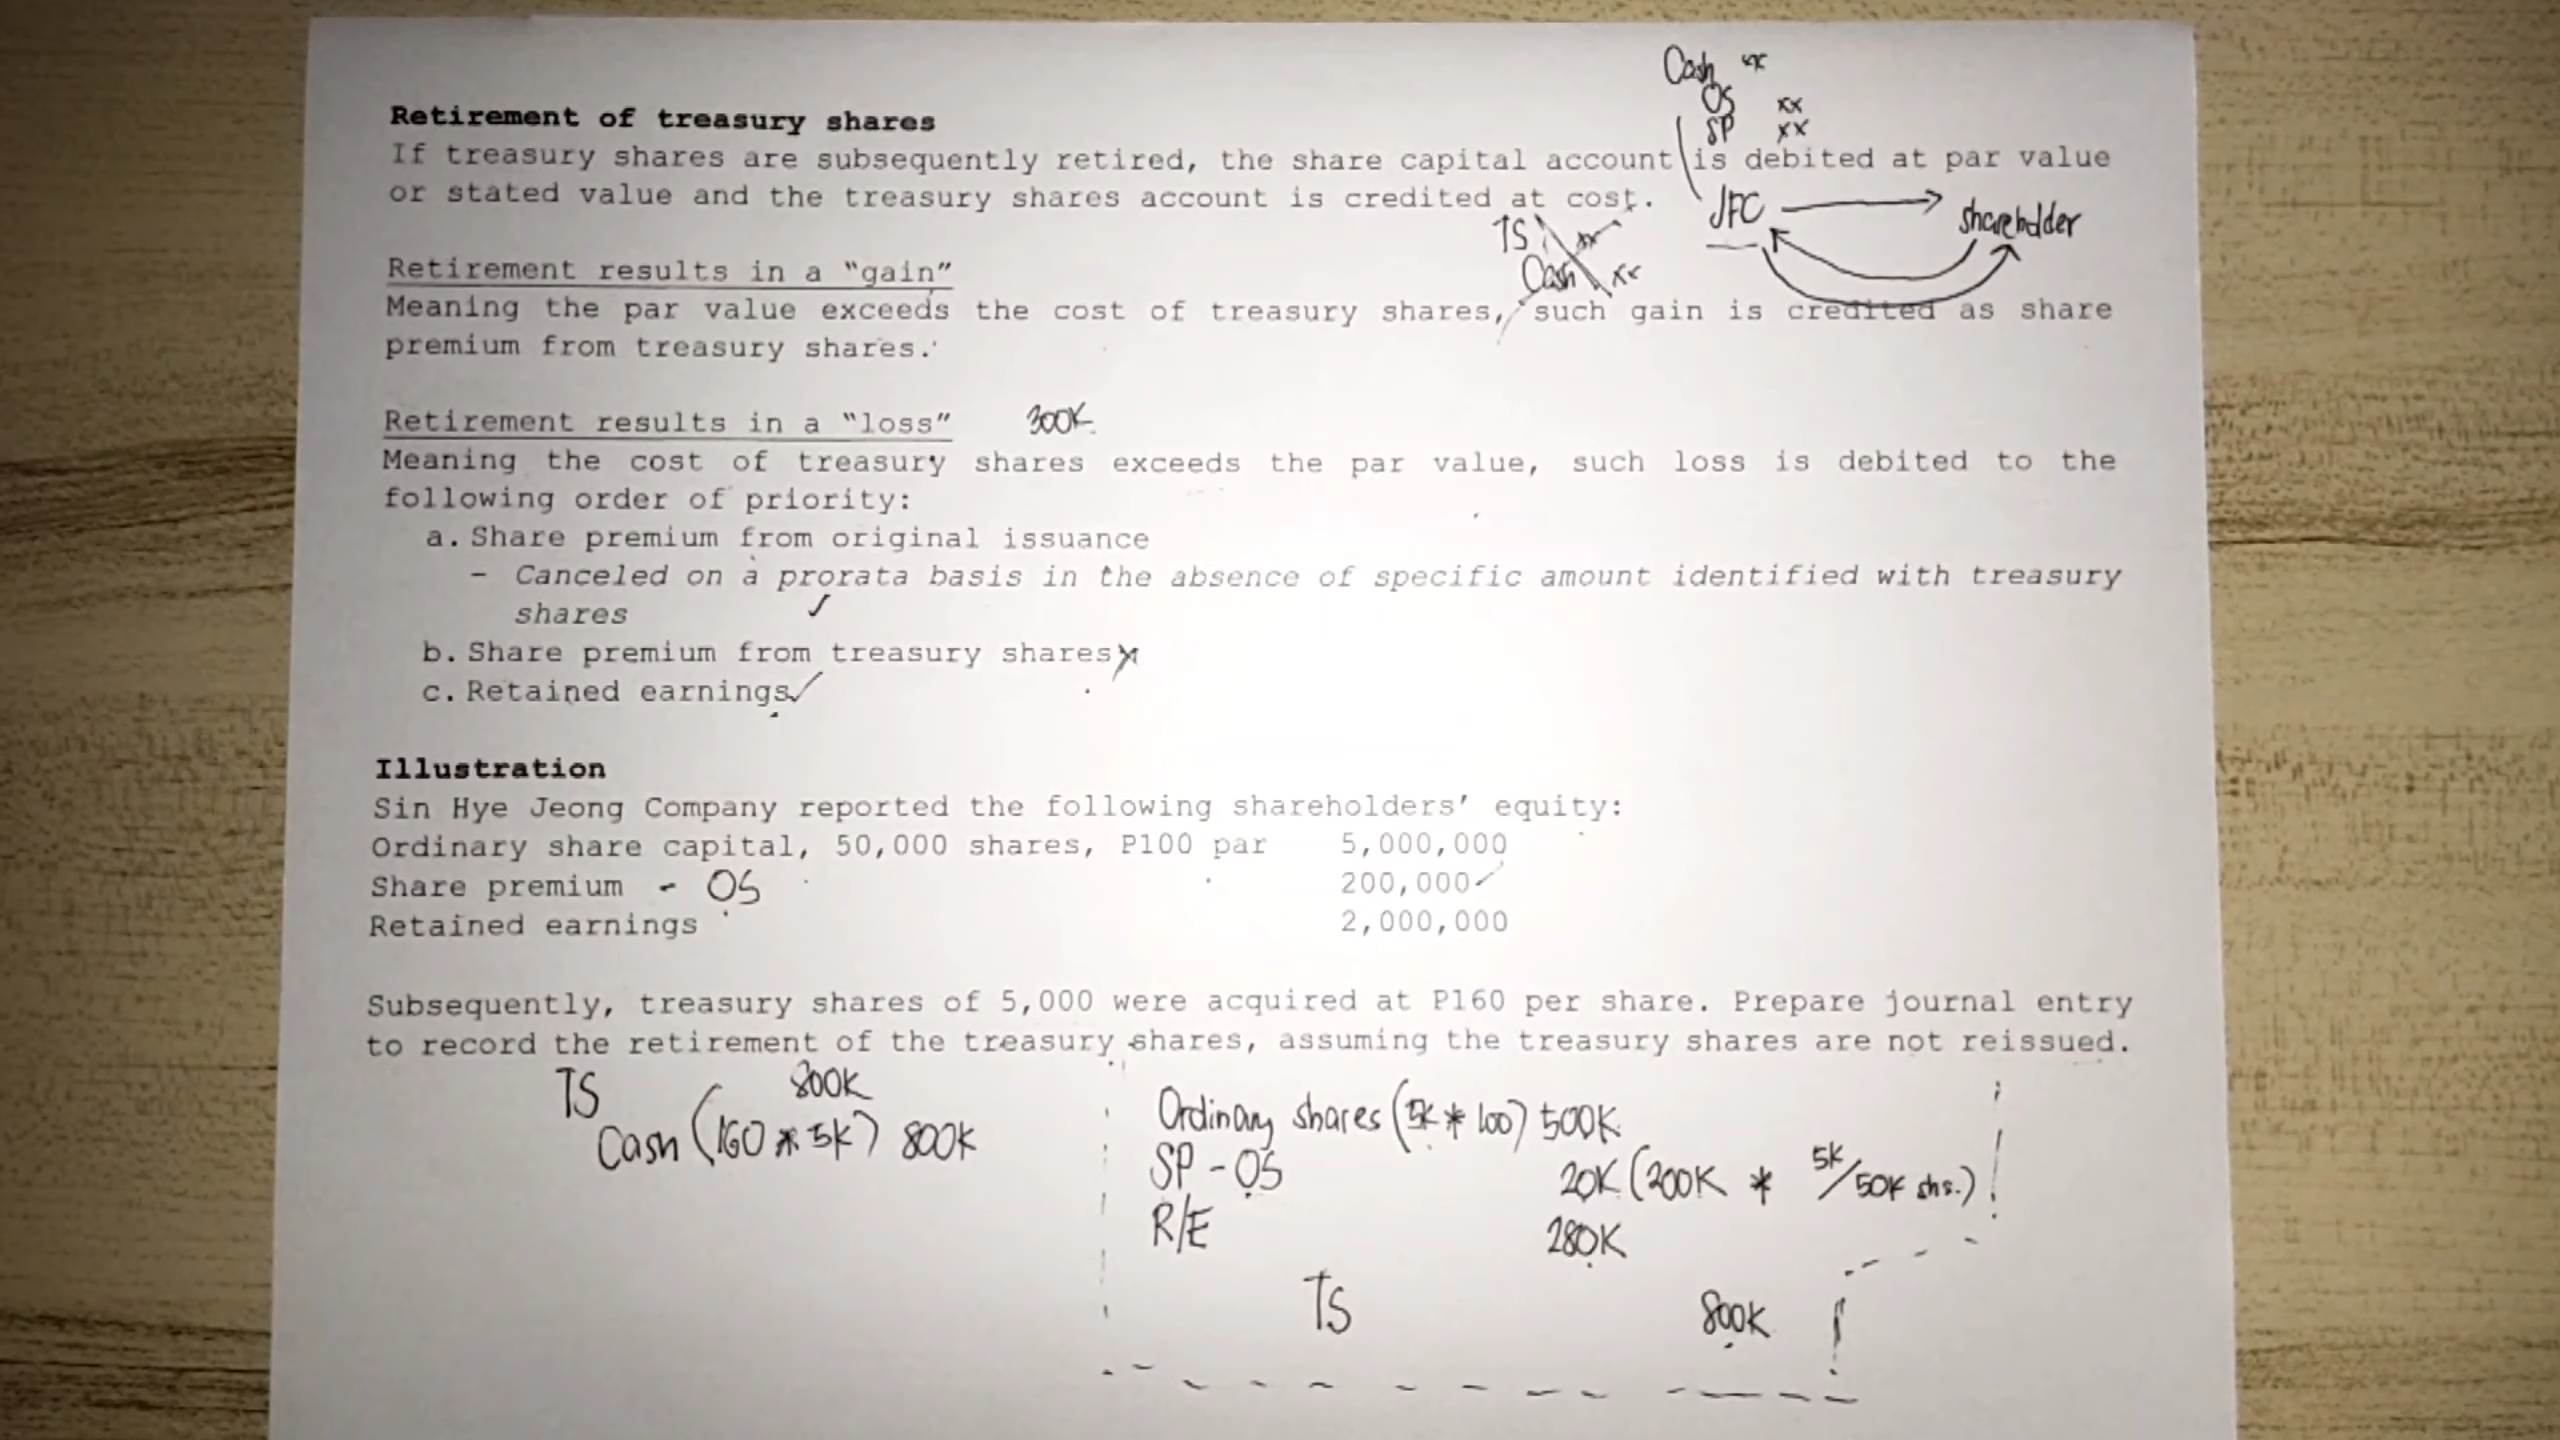 Cash xx
OS xx
SP xx
Retirement of treasury shares
If treasury shares are subsequently retired, the share capital account is debited at par value
or stated value and the treasury shares account is credited at cost.
JFC shareholder
TS xx
Cash xx
Retirement results in a “gain”
Meaning the par value exceeds the cost of treasury shares, such gain is credited as share
premium from treasury shares.
Retirement results in a “loss” 300K
Meaning the cost of treasury shares exceeds the par value, such loss is debited to the
following order of priority:
a. Share premium from original issuance
- Canceled on a prorata basis in the absence of specific amount identified with treasury
shares
b. Share premium from treasury shares
c. Retained earnings
Illustration
Sin Hye Jeong Company reported the following shareholders’ equity:
Ordinary share capital, 50,000 shares, P100 par 5,000,000
Share premium - OS 200,000
Retained earnings 2,000,000
Subsequently, treasury shares of 5,000 were acquired at P160 per share. Prepare journal entry
to record the retirement of the treasury shares, assuming the treasury shares are not reissued.
TS 800K
Cash (160 * 5K) 800K
Ordinary shares (5K * 100) 500K
SP - OS 20K (200K * 5K/50K shs.)
R/E 280K
TS 800K